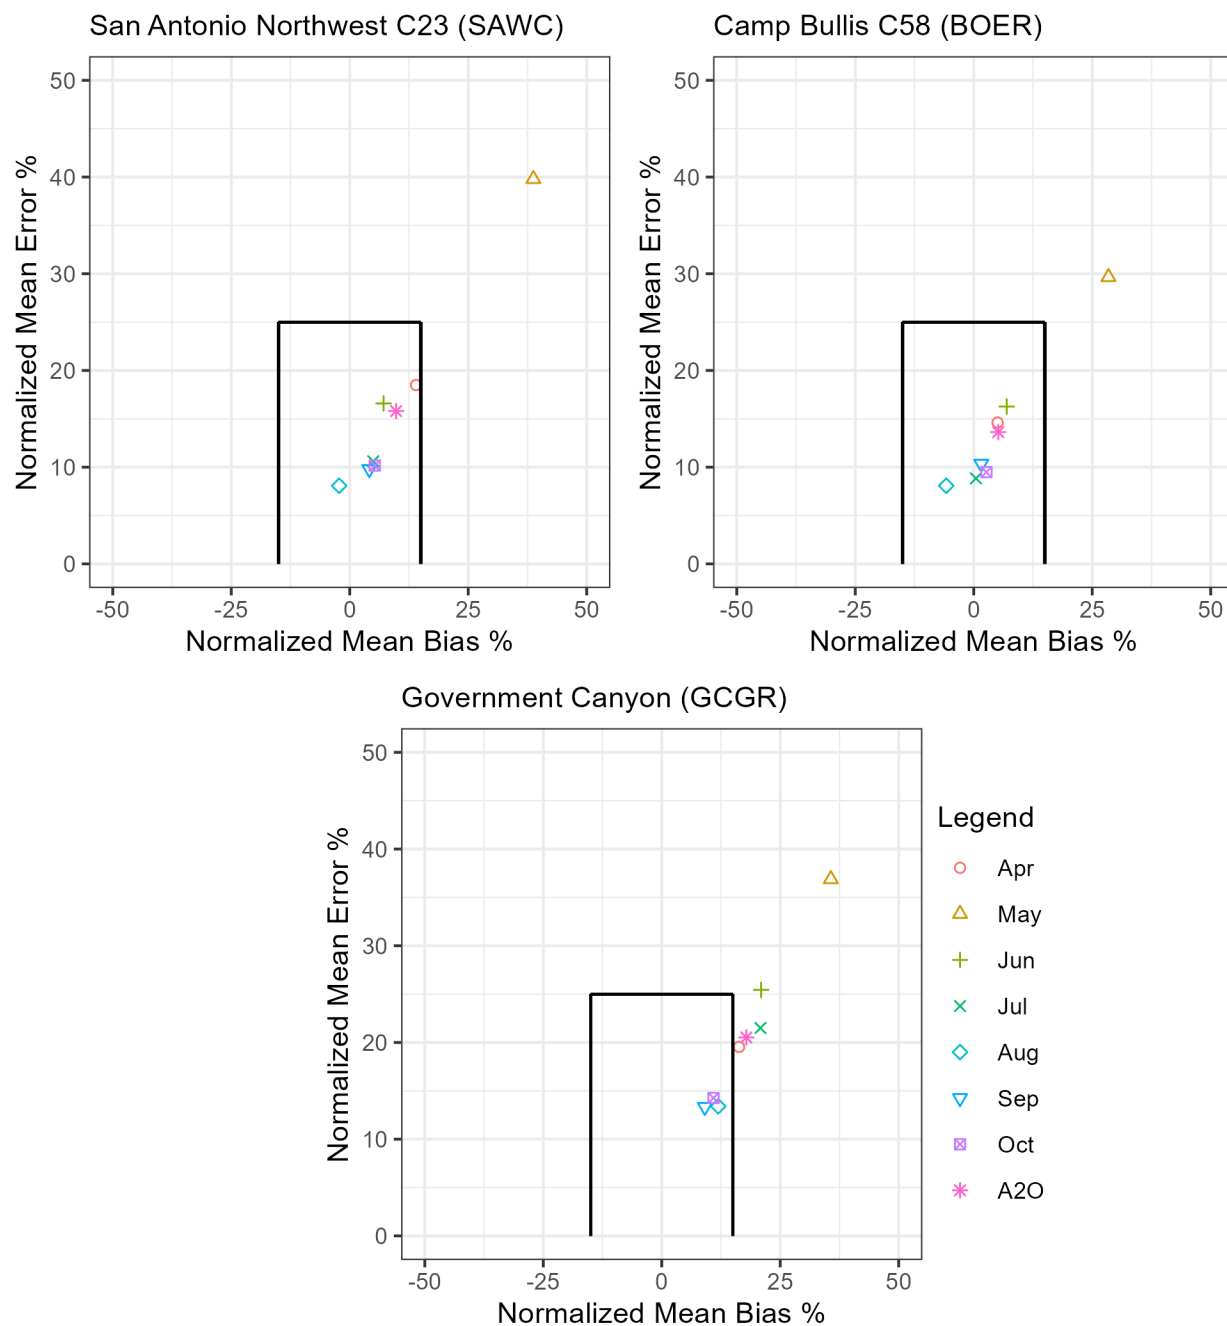 San Antonio Northwest C23 (SAWC)
50
40
30
20
10
0
Normalized Mean Error %
-50 -25 0 25 50
Normalized Mean Bias %
Camp Bullis C58 (BOER)
50
40
30
20
10
0
Normalized Mean Error %
-50 -25 0 25 50
Normalized Mean Bias %
Government Canyon (GCGR)
50
40
30
20
10
0
Normalized Mean Error %
-50 -25 0 25 50
Normalized Mean Bias %
Legend
Apr
May
Jun
Jul
Aug
Sep
Oct
A2O